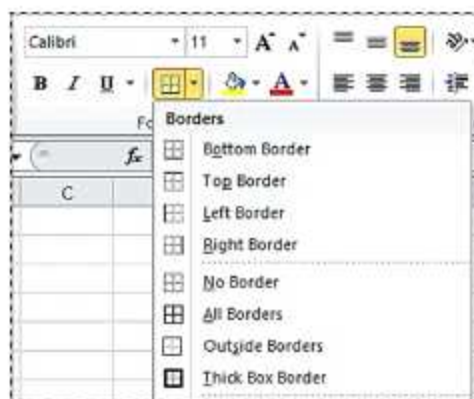 Calibri 11 A A
B I U A
Fo
Borders
fx
C
Bottom Border
Top Border
Left Border
Right Border
No Border
All Borders
Outside Borders
Thick Box Border